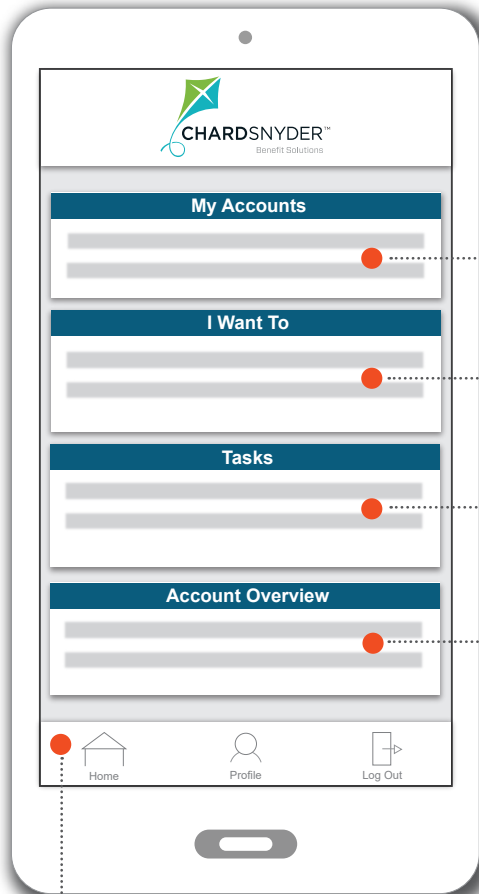 CHARDSNYDER™
Benefit Solutions
My Accounts
I Want To
Tasks
Account Overview
Home Profile Log Out